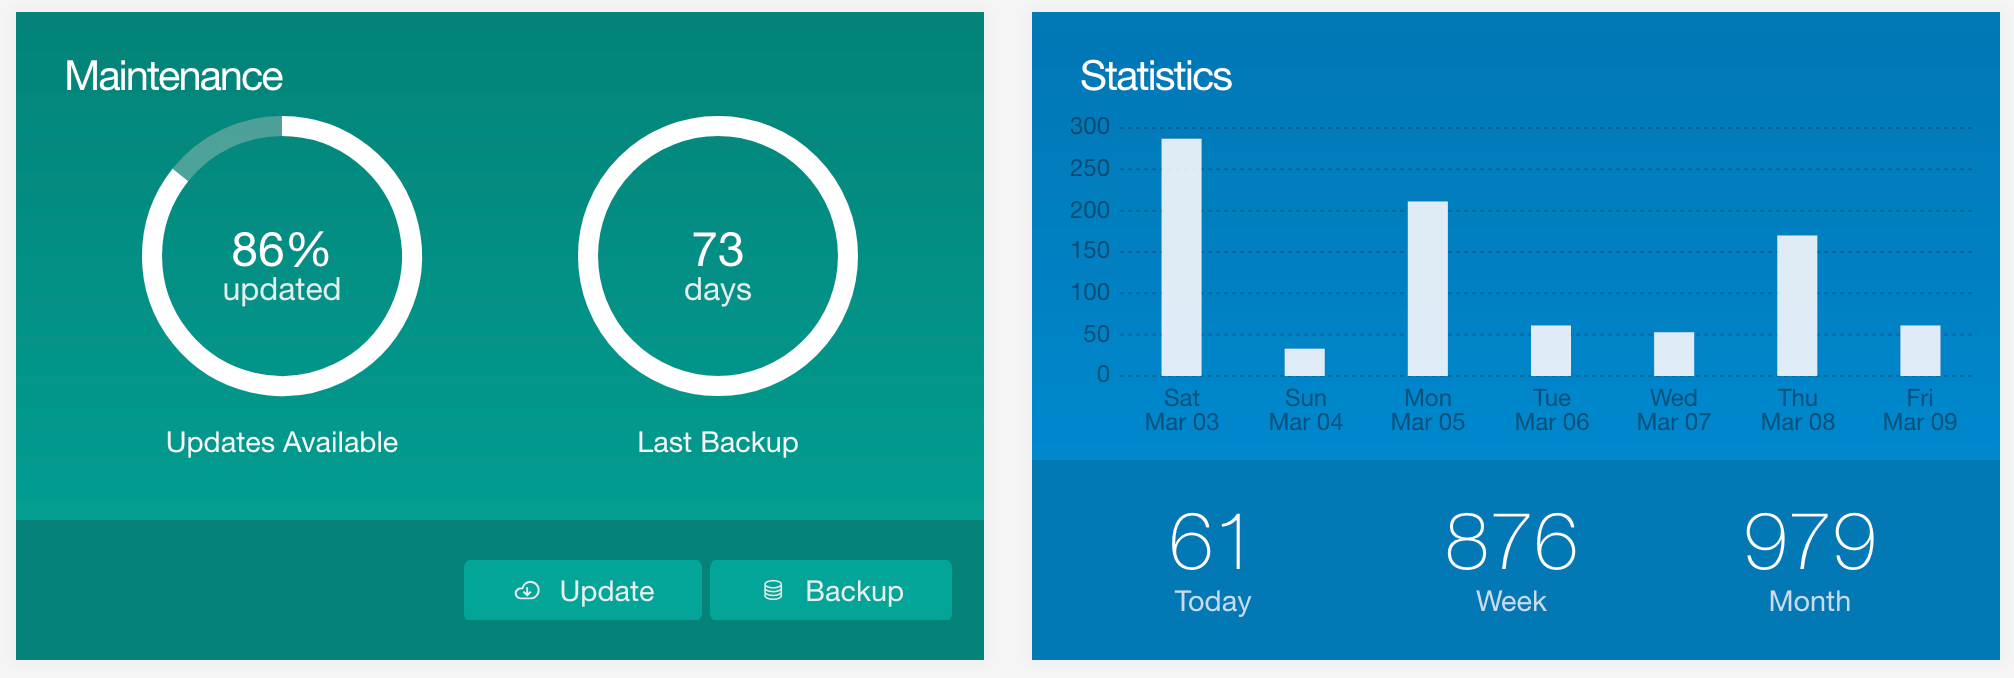 Maintenance
86%
updated
Updates Available
73
days
Last Backup
Update
Backup
Statistics
300
250
200
150
100
50
0
Sat
Mar 03
Sun
Mar 04
Mon
Mar 05
Tue
Mar 06
Wed
Mar 07
Thu
Mar 08
Fri
Mar 09
61
Today
876
Week
979
Month